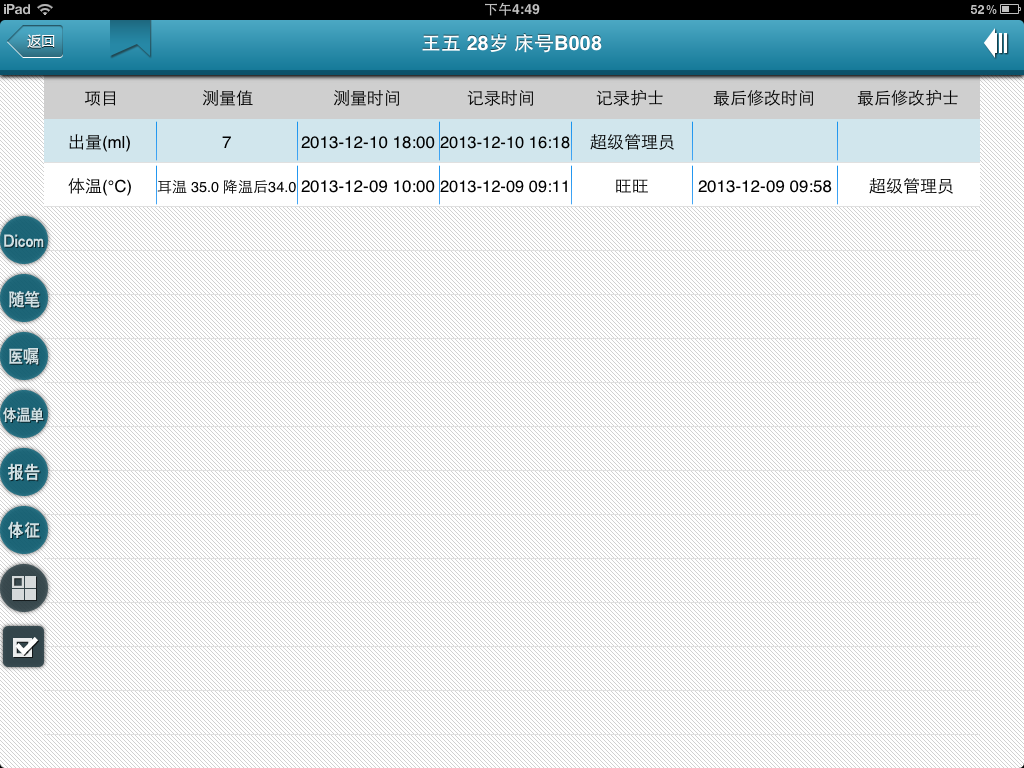 iPad 下午4:49 52%
返回 王五 28岁 床号B008
项目 测量值 测量时间 记录时间 记录护士 最后修改时间 最后修改护士
出量(ml) 7 2013-12-10 18:00 2013-12-10 16:18 超级管理员
体温(°C) 耳温 35.0 降温后34.0 2013-12-09 10:00 2013-12-09 09:11 旺旺 2013-12-09 09:58 超级管理员
Dicom
随笔
医嘱
体温单
报告
体征